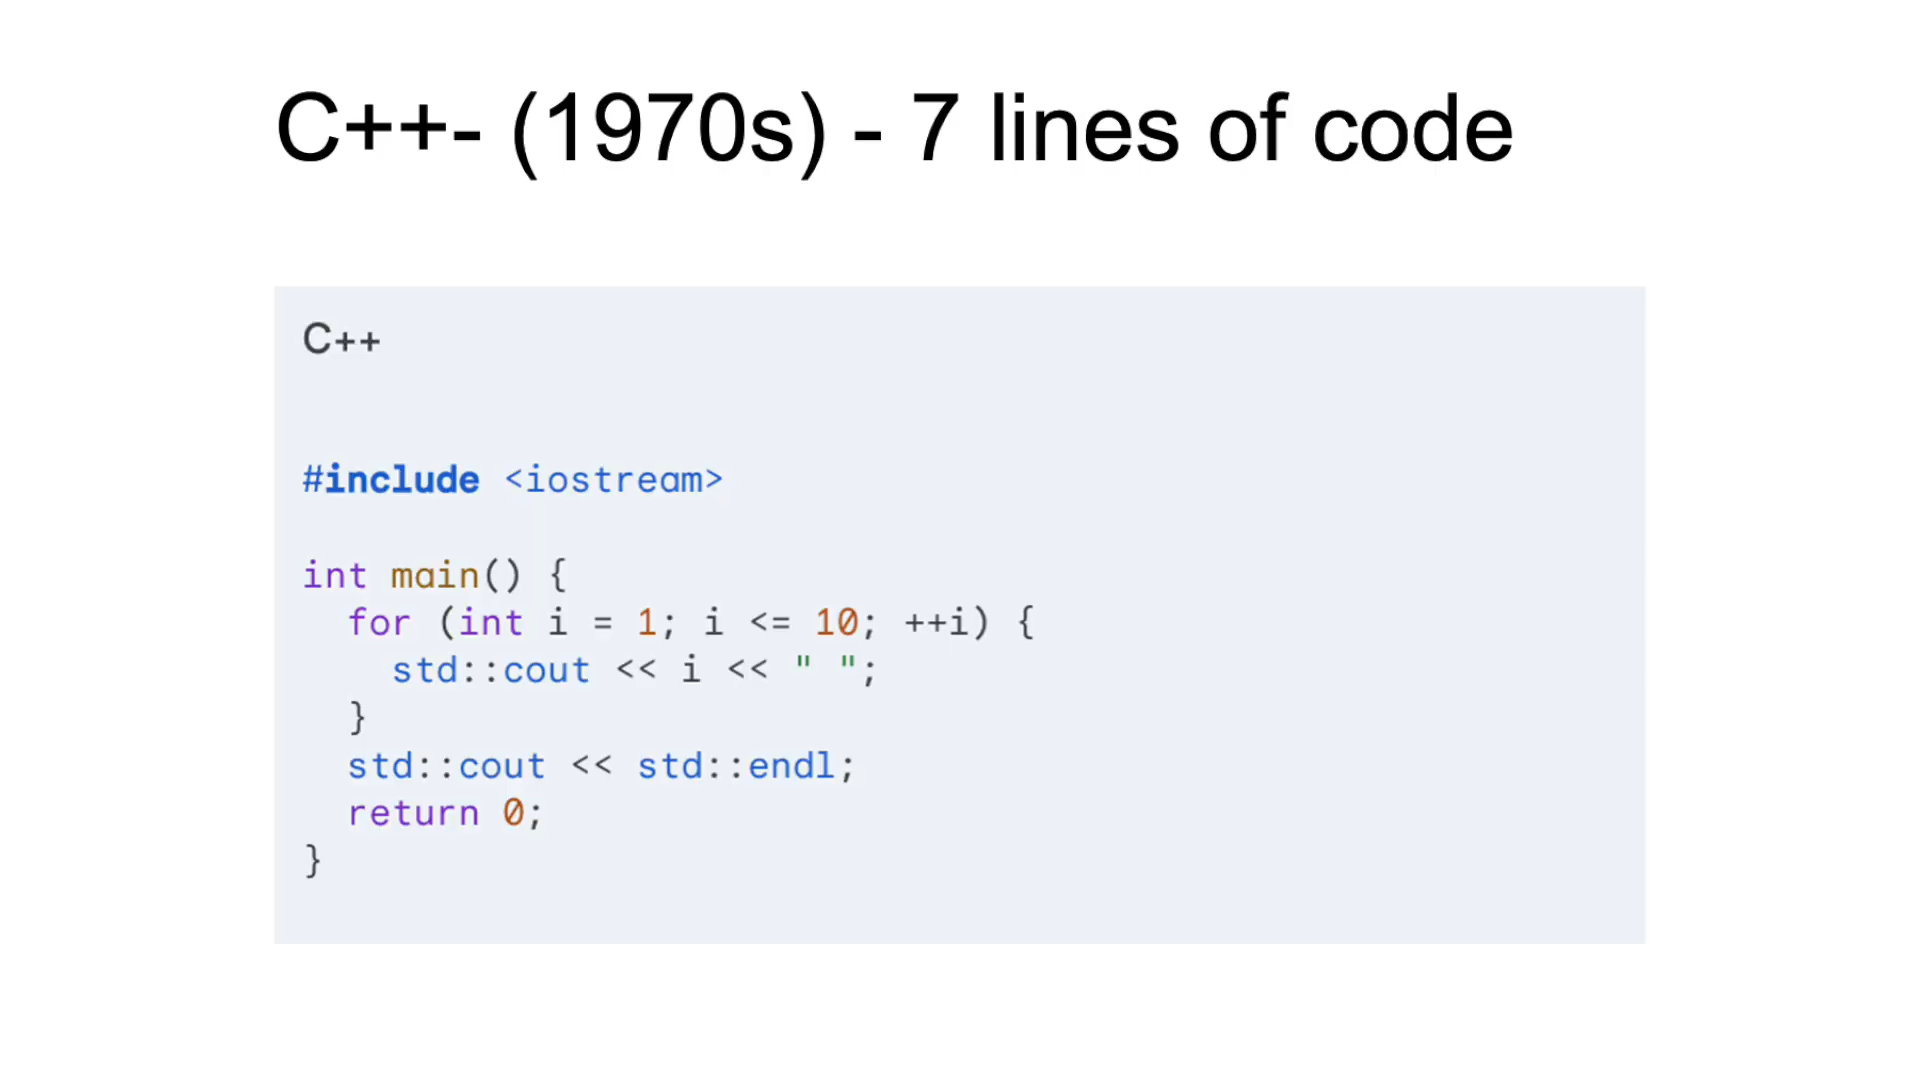 C++- (1970s) - 7 lines of code
C++
#include <iostream>
int main() {
  for (int i = 1; i <= 10; ++i) {
    std::cout << i << " ";
  }
  std::cout << std::endl;
  return 0;
}